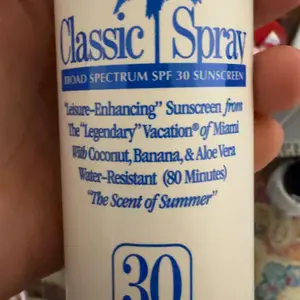 Classic Spray
BROAD SPECTRUM SPF 30 SUNSCREEN
"Leisure-Enhancing" Sunscreen from
The "Legendary" Vacation® of Miami
With Coconut, Banana, & Aloe Vera
Water-Resistant (80 Minutes)
"The Scent of Summer"
30